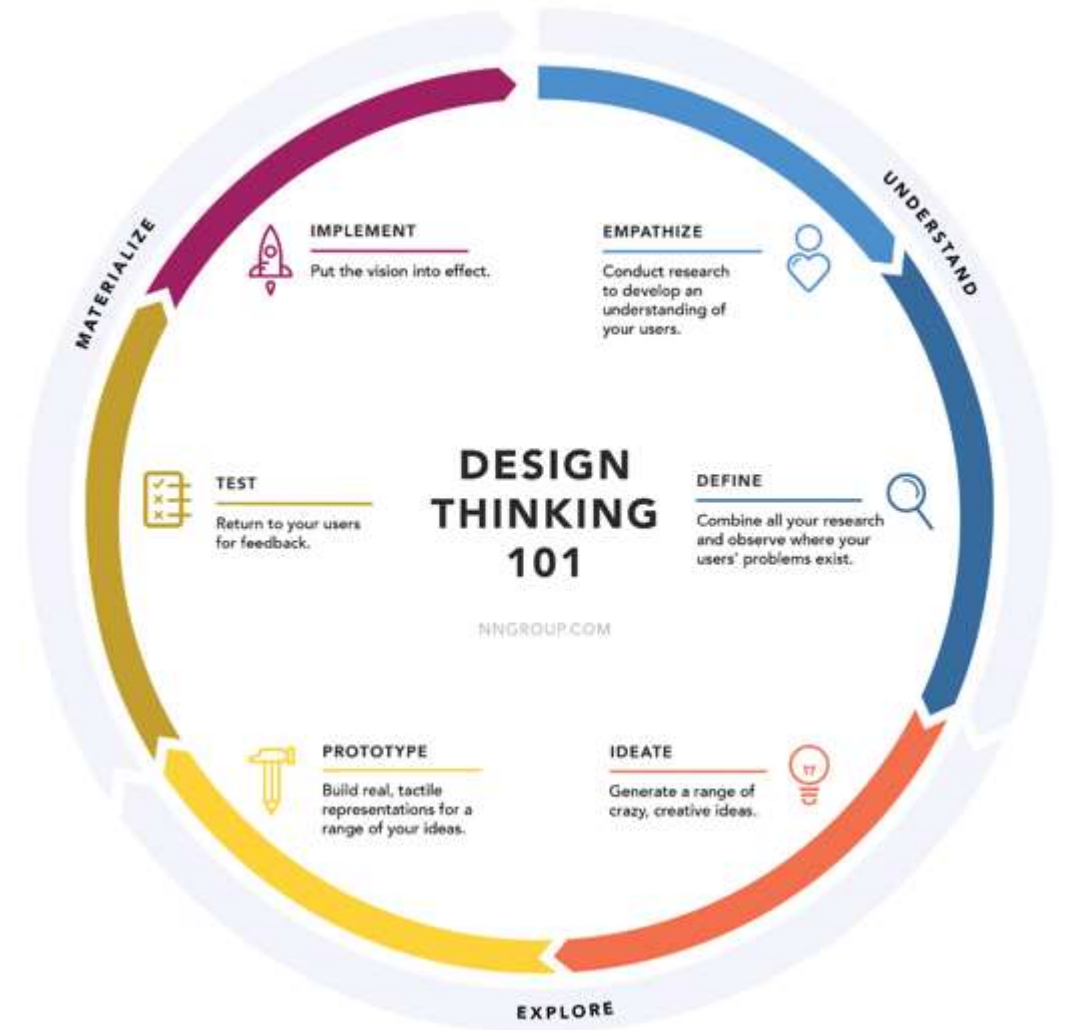 DESIGN
THINKING
101
NNGROUP.COM
UNDERSTAND
EMPATHIZE
Conduct research
to develop an
understanding of
your users.
DEFINE
Combine all your research
and observe where your
users' problems exist.
EXPLORE
IDEATE
Generate a range of
crazy, creative ideas.
PROTOTYPE
Build real, tactile
representations for a
range of your ideas.
MATERIALIZE
TEST
Return to your users
for feedback.
IMPLEMENT
Put the vision into effect.